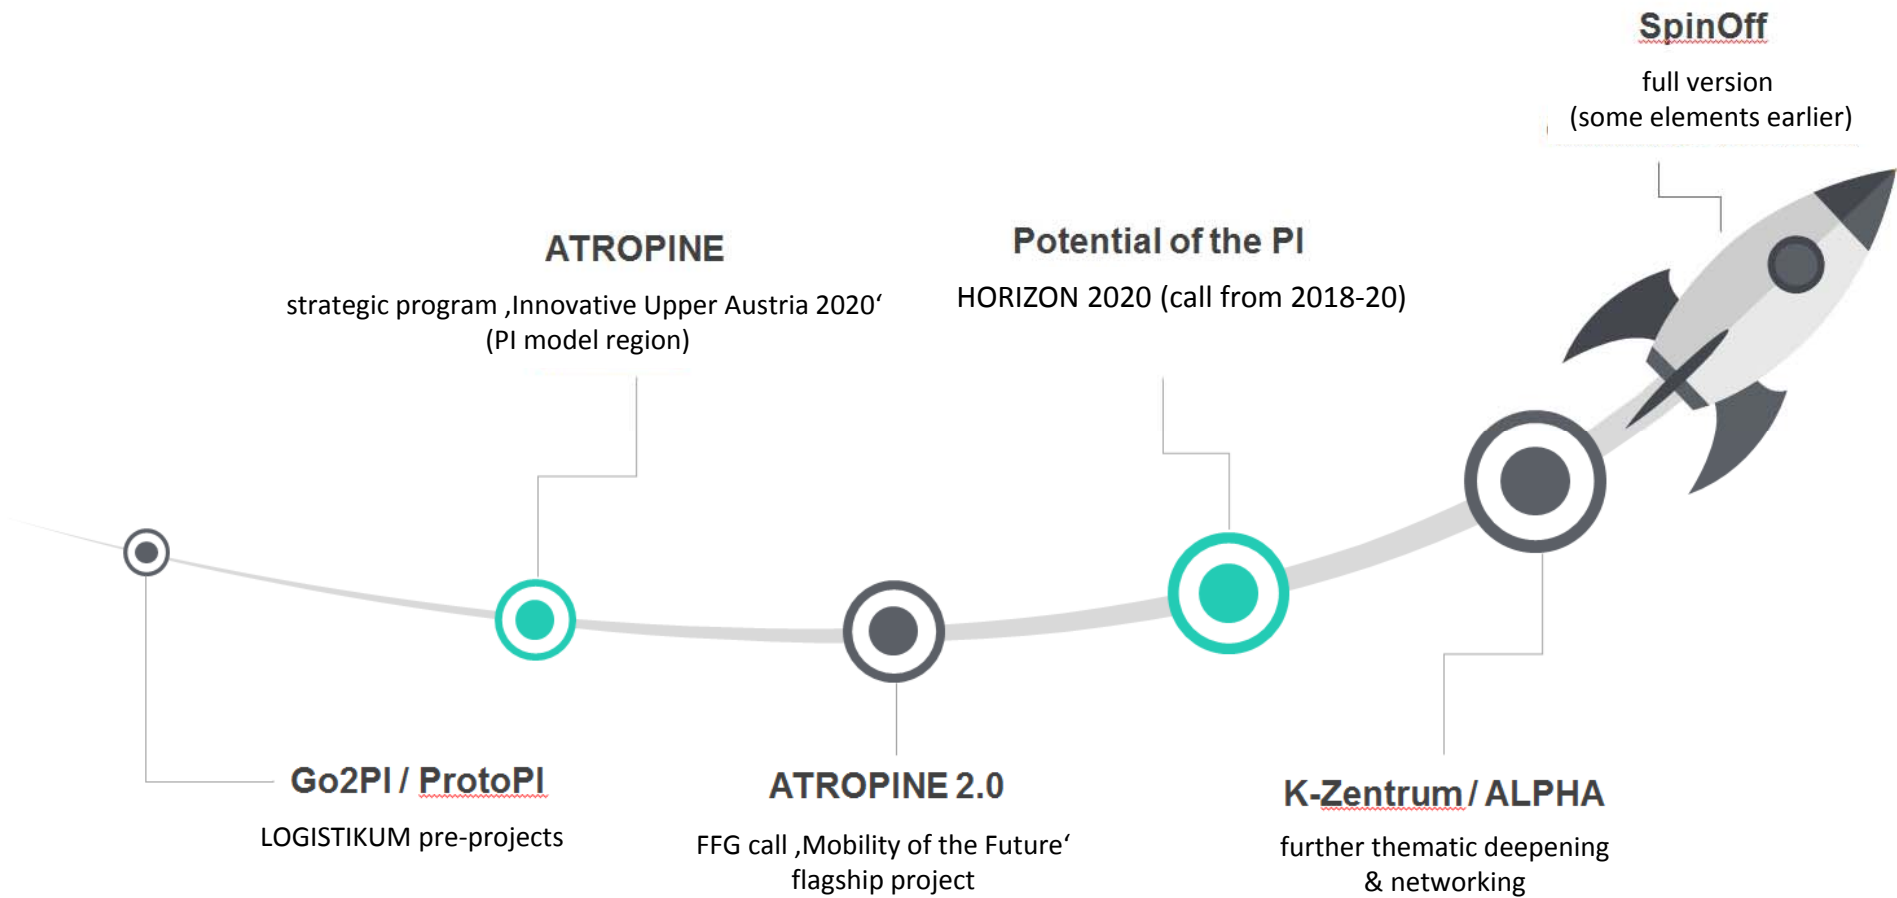 SpinOff
full version
(some elements earlier)
ATROPINE
strategic program ‚Innovative Upper Austria 2020‘
(PI model region)
Potential of the PI
HORIZON 2020 (call from 2018-20)
Go2PI / ProtoPI
LOGISTIKUM pre-projects
ATROPINE 2.0
FFG call ‚Mobility of the Future‘
flagship project
K-Zentrum / ALPHA
further thematic deepening
& networking